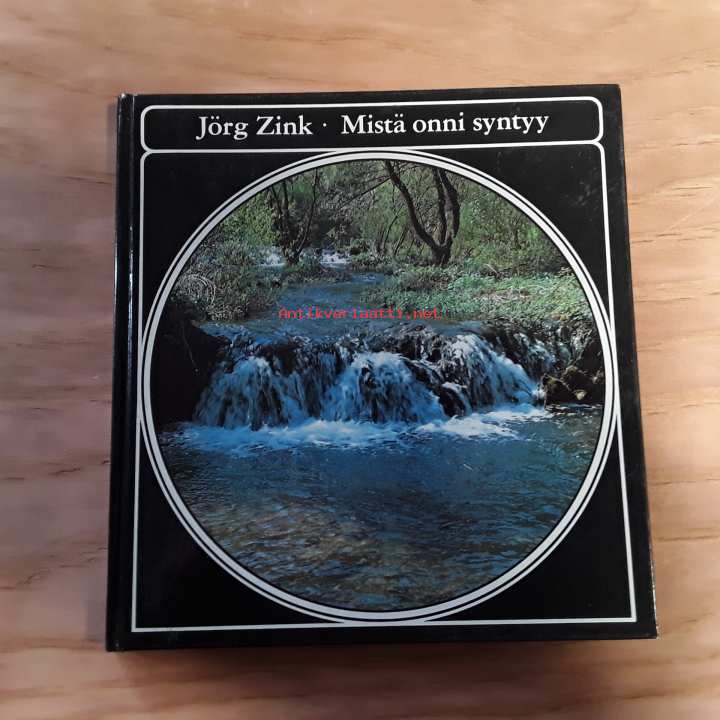 Jörg Zink · Mistä onni syntyy
Antikvariaatti.net